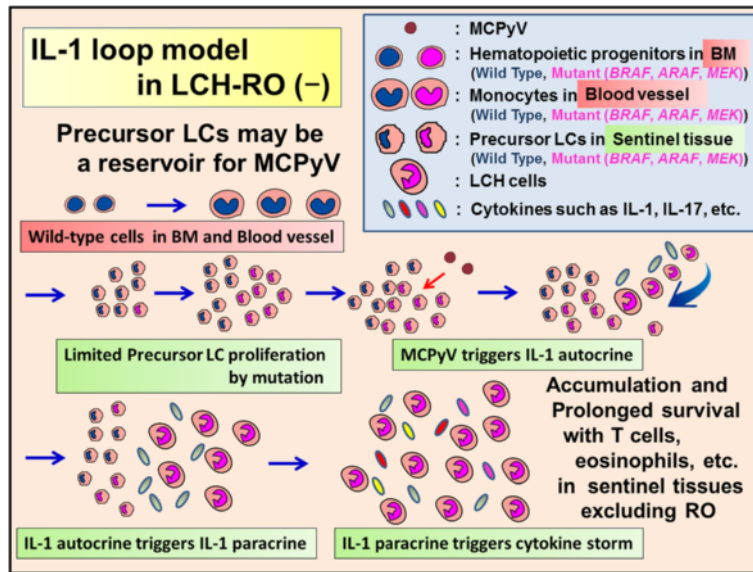 IL-1 loop model
in LCH-RO (−)
Precursor LCs may be
a reservoir for MCPyV
: MCPyV
: Hematopoietic progenitors in BM
(Wild Type, Mutant (BRAF, ARAF, MEK))
: Monocytes in Blood vessel
(Wild Type, Mutant (BRAF, ARAF, MEK))
: Precursor LCs in Sentinel tissue
(Wild Type, Mutant (BRAF, ARAF, MEK))
: LCH cells
: Cytokines such as IL-1, IL-17, etc.
Wild-type cells in BM and Blood vessel
Limited Precursor LC proliferation
by mutation
MCPyV triggers IL-1 autocrine
Accumulation and
Prolonged survival
with T cells,
eosinophils, etc.
in sentinel tissues
excluding RO
IL-1 autocrine triggers IL-1 paracrine
IL-1 paracrine triggers cytokine storm